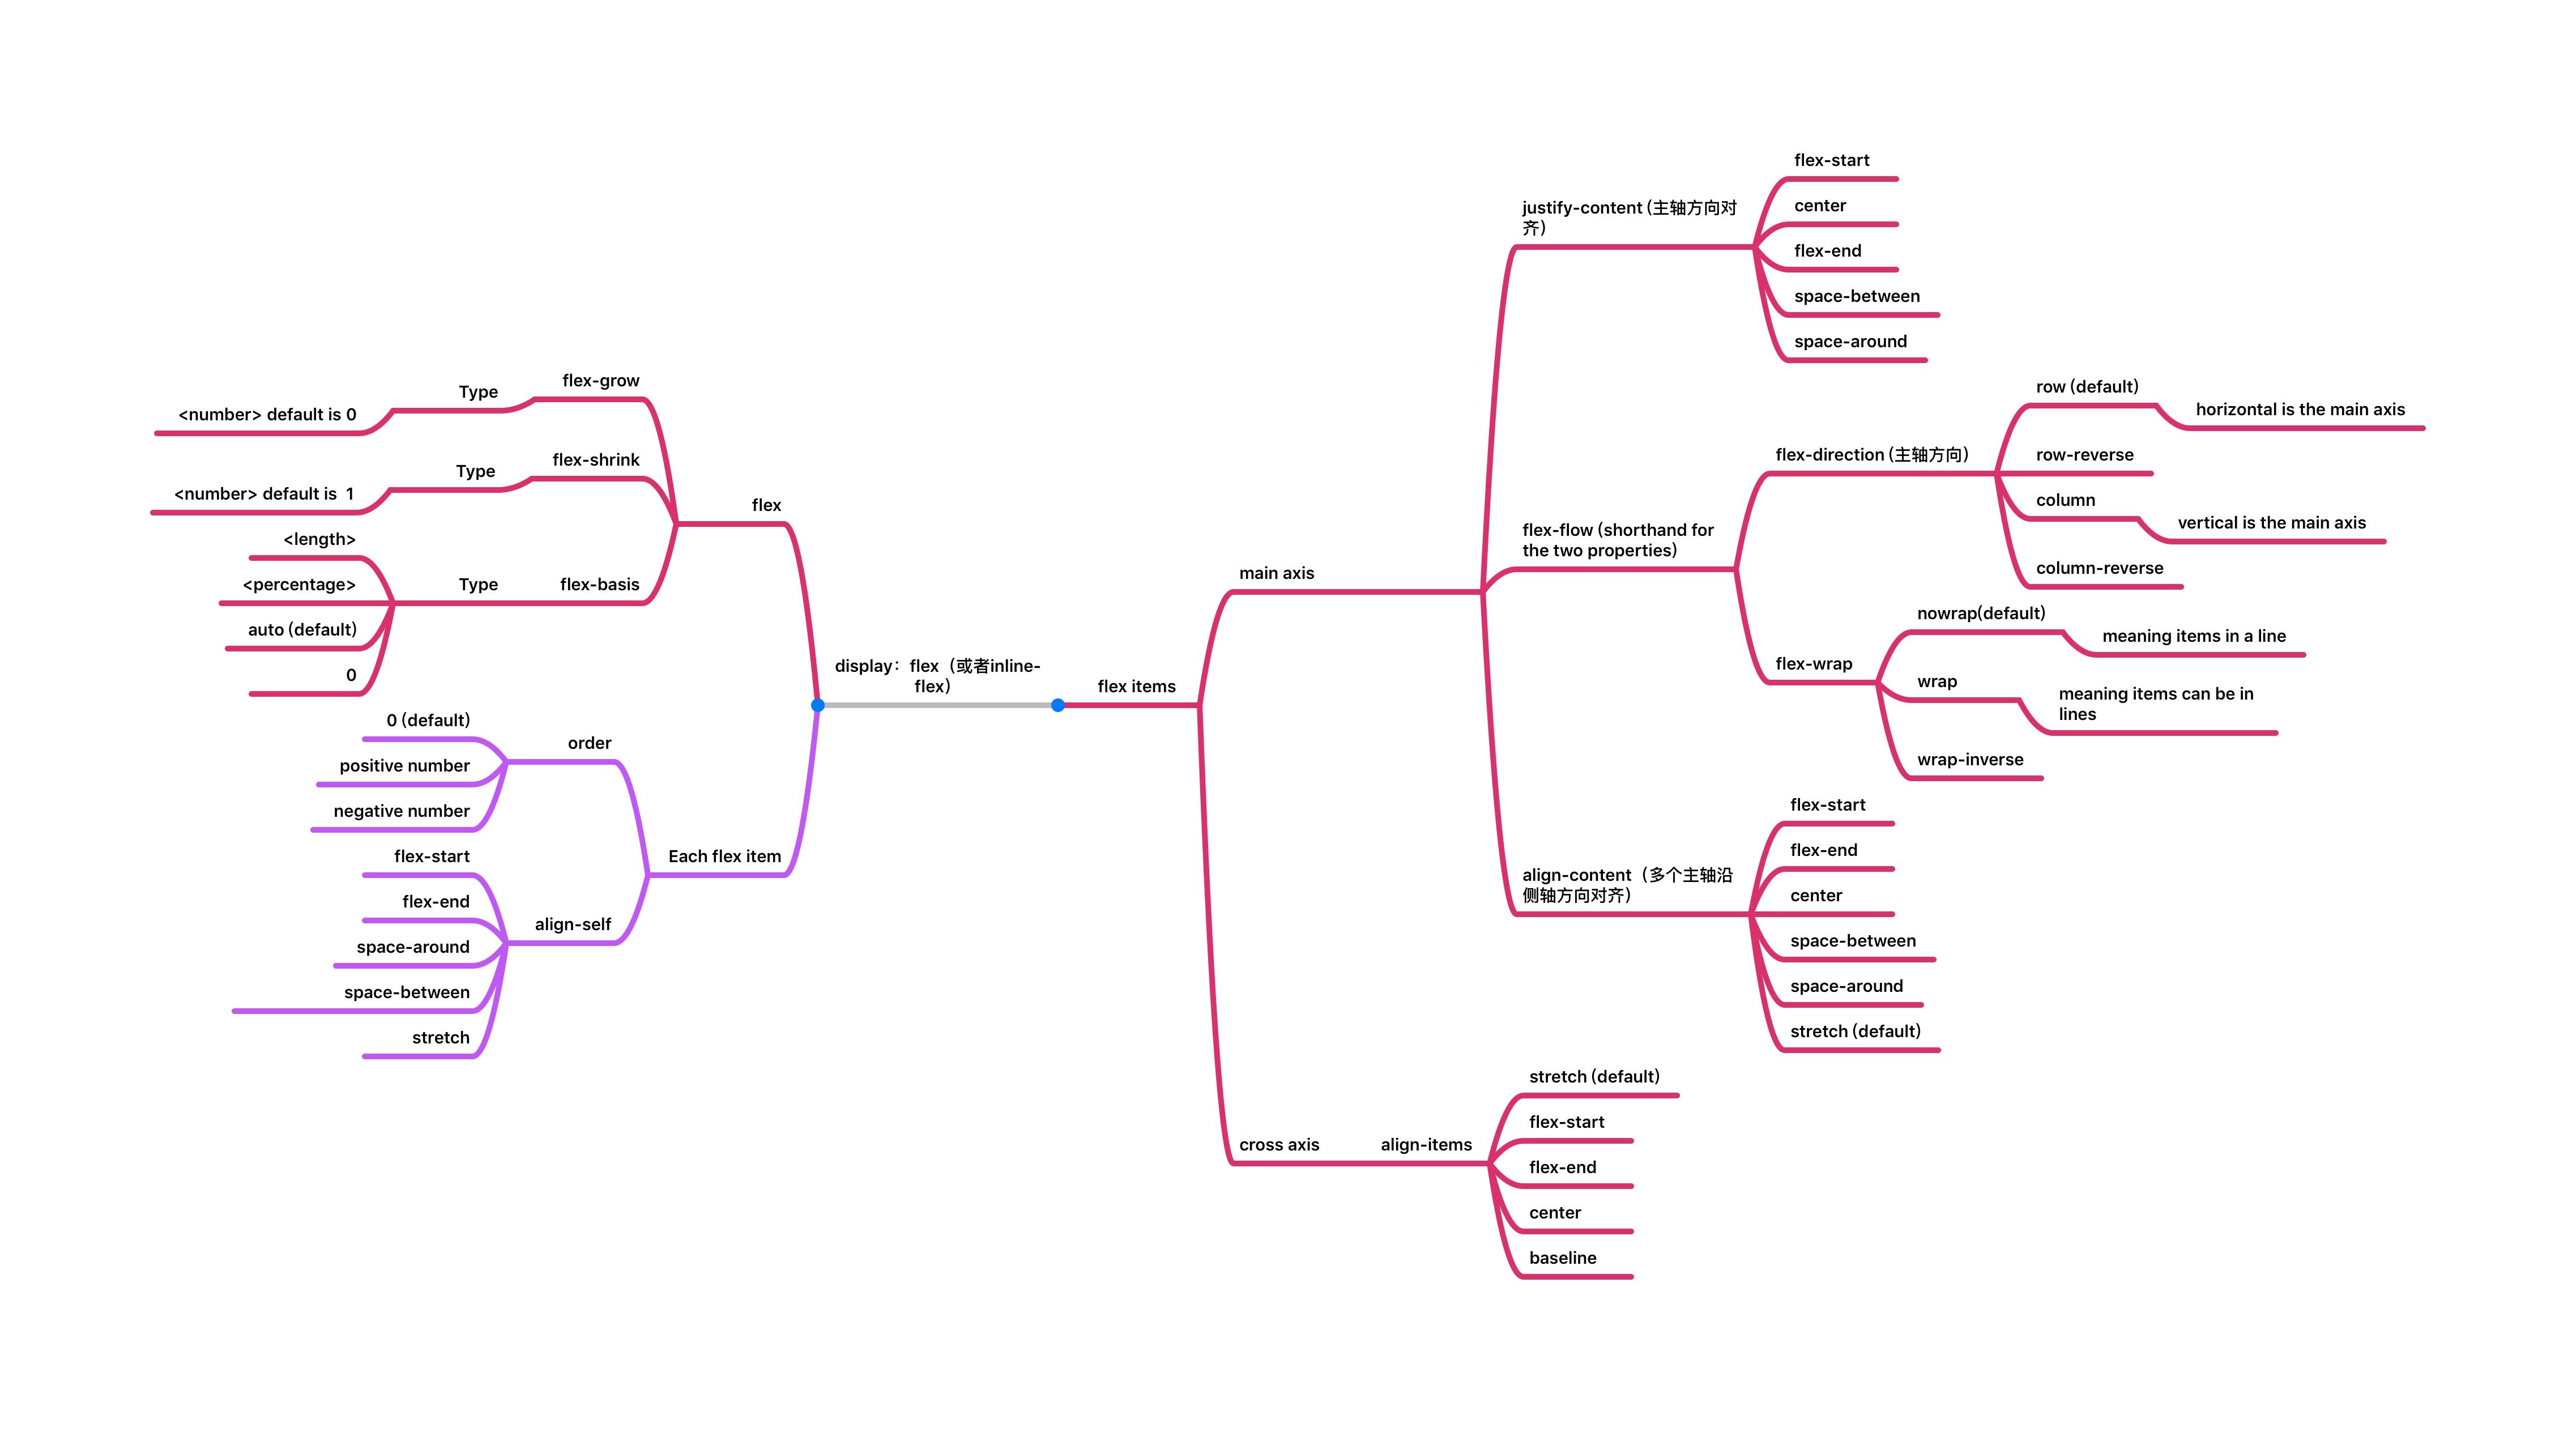 display：flex（或者inline-
flex）
flex
flex-grow
Type
<number> default is 0
flex-shrink
Type
<number> default is  1
flex-basis
Type
<length>
<percentage>
auto (default)
0
Each flex item
order
0 (default)
positive number
negative number
align-self
flex-start
flex-end
space-around
space-between
stretch
flex items
main axis
justify-content (主轴方向对
齐)
flex-start
center
flex-end
space-between
space-around
flex-flow (shorthand for
the two properties)
flex-direction (主轴方向)
row (default)
horizontal is the main axis
row-reverse
column
vertical is the main axis
column-reverse
flex-wrap
nowrap(default)
meaning items in a line
wrap
meaning items can be in
lines
wrap-inverse
align-content（多个主轴沿
侧轴方向对齐）
flex-start
flex-end
center
space-between
space-around
stretch (default)
cross axis
align-items
stretch (default)
flex-start
flex-end
center
baseline